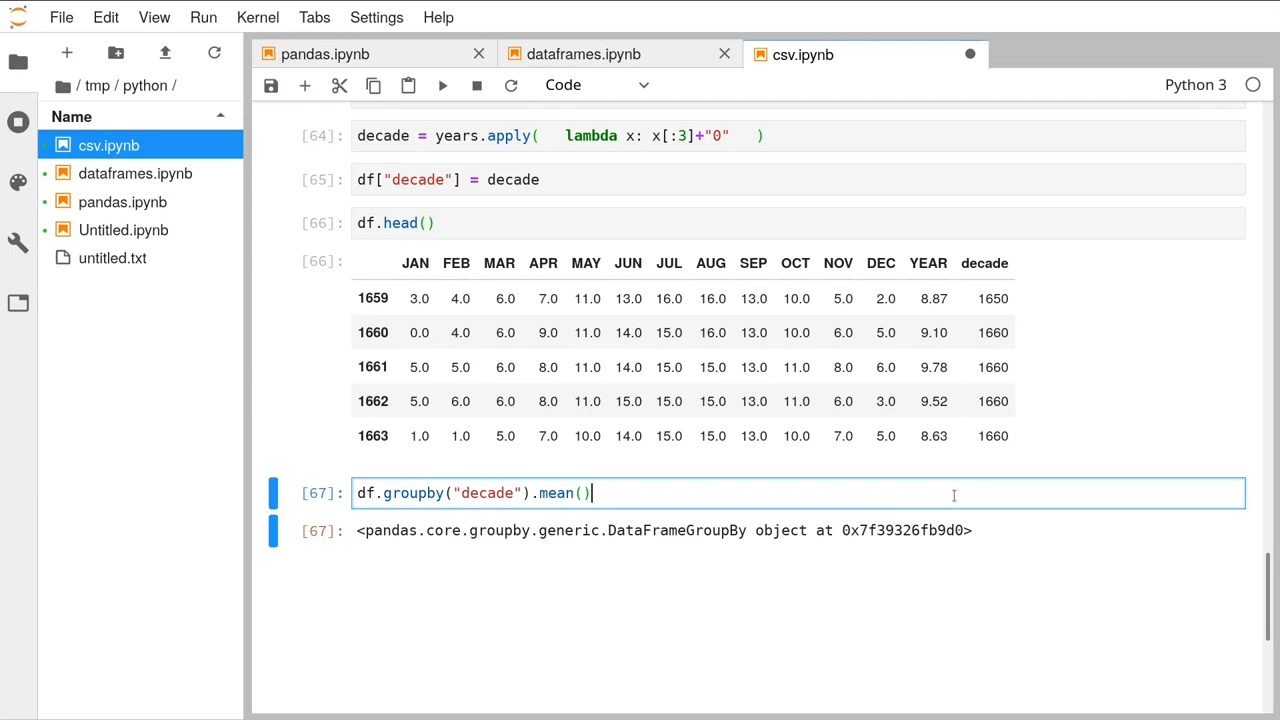 File Edit View Run Kernel Tabs Settings Help
pandas.ipynb dataframes.ipynb csv.ipynb
Code Python 3
/ tmp / python /
Name
csv.ipynb
dataframes.ipynb
pandas.ipynb
Untitled.ipynb
untitled.txt
[64]: decade = years.apply(   lambda x: x[:3]+"0"   )
[65]: df["decade"] = decade
[66]: df.head()
[66]: JAN FEB MAR APR MAY JUN JUL AUG SEP OCT NOV DEC YEAR decade
1659 3.0 4.0 6.0 7.0 11.0 13.0 16.0 16.0 13.0 10.0 5.0 2.0 8.87 1650
1660 0.0 4.0 6.0 9.0 11.0 14.0 15.0 16.0 13.0 10.0 6.0 5.0 9.10 1660
1661 5.0 5.0 6.0 8.0 11.0 14.0 15.0 15.0 13.0 11.0 8.0 6.0 9.78 1660
1662 5.0 6.0 6.0 8.0 11.0 15.0 15.0 15.0 13.0 11.0 6.0 3.0 9.52 1660
1663 1.0 1.0 5.0 7.0 10.0 14.0 15.0 15.0 13.0 10.0 7.0 5.0 8.63 1660
[67]: df.groupby("decade").mean()
[67]: <pandas.core.groupby.generic.DataFrameGroupBy object at 0x7f39326fb9d0>